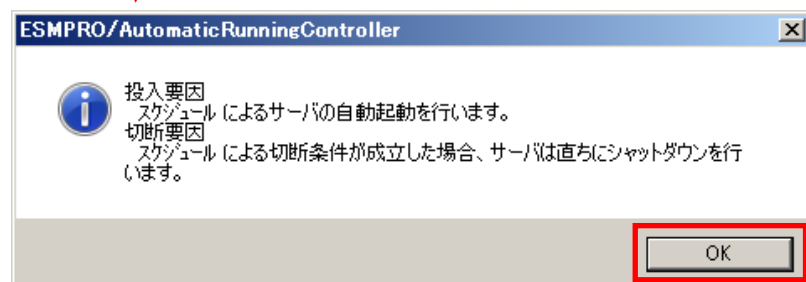 ESMPRO/AutomaticRunningController
投入要因
スケジュール によるサーバの自動起動を行います。
切断要因
スケジュール による切断条件が成立した場合、サーバは直ちにシャットダウンを行
います。
OK